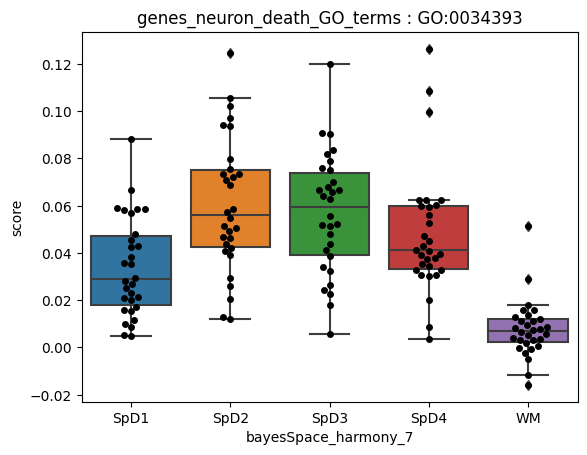 genes_neuron_death_GO_terms : GO:0034393
score
0.12
0.10
0.08
0.06
0.04
0.02
0.00
−0.02
SpD1 SpD2 SpD3 SpD4 WM
bayesSpace_harmony_7